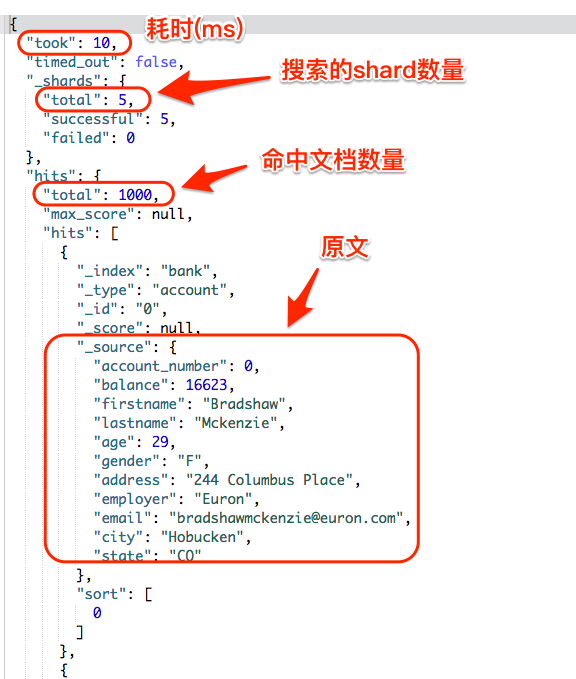 {
"took": 10,
耗时(ms)
"timed_out": false,
"_shards": {
搜索的shard数量
"total": 5,
"successful": 5,
"failed": 0
},
命中文档数量
"hits": {
"total": 1000,
"max_score": null,
"hits": [
原文
{
"_index": "bank",
"_type": "account",
"_id": "0",
"_score": null,
"_source": {
"account_number": 0,
"balance": 16623,
"firstname": "Bradshaw",
"lastname": "Mckenzie",
"age": 29,
"gender": "F",
"address": "244 Columbus Place",
"employer": "Euron",
"email": "bradshawmckenzie@euron.com",
"city": "Hobucken",
"state": "CO"
},
"sort": [
0
]
},
{